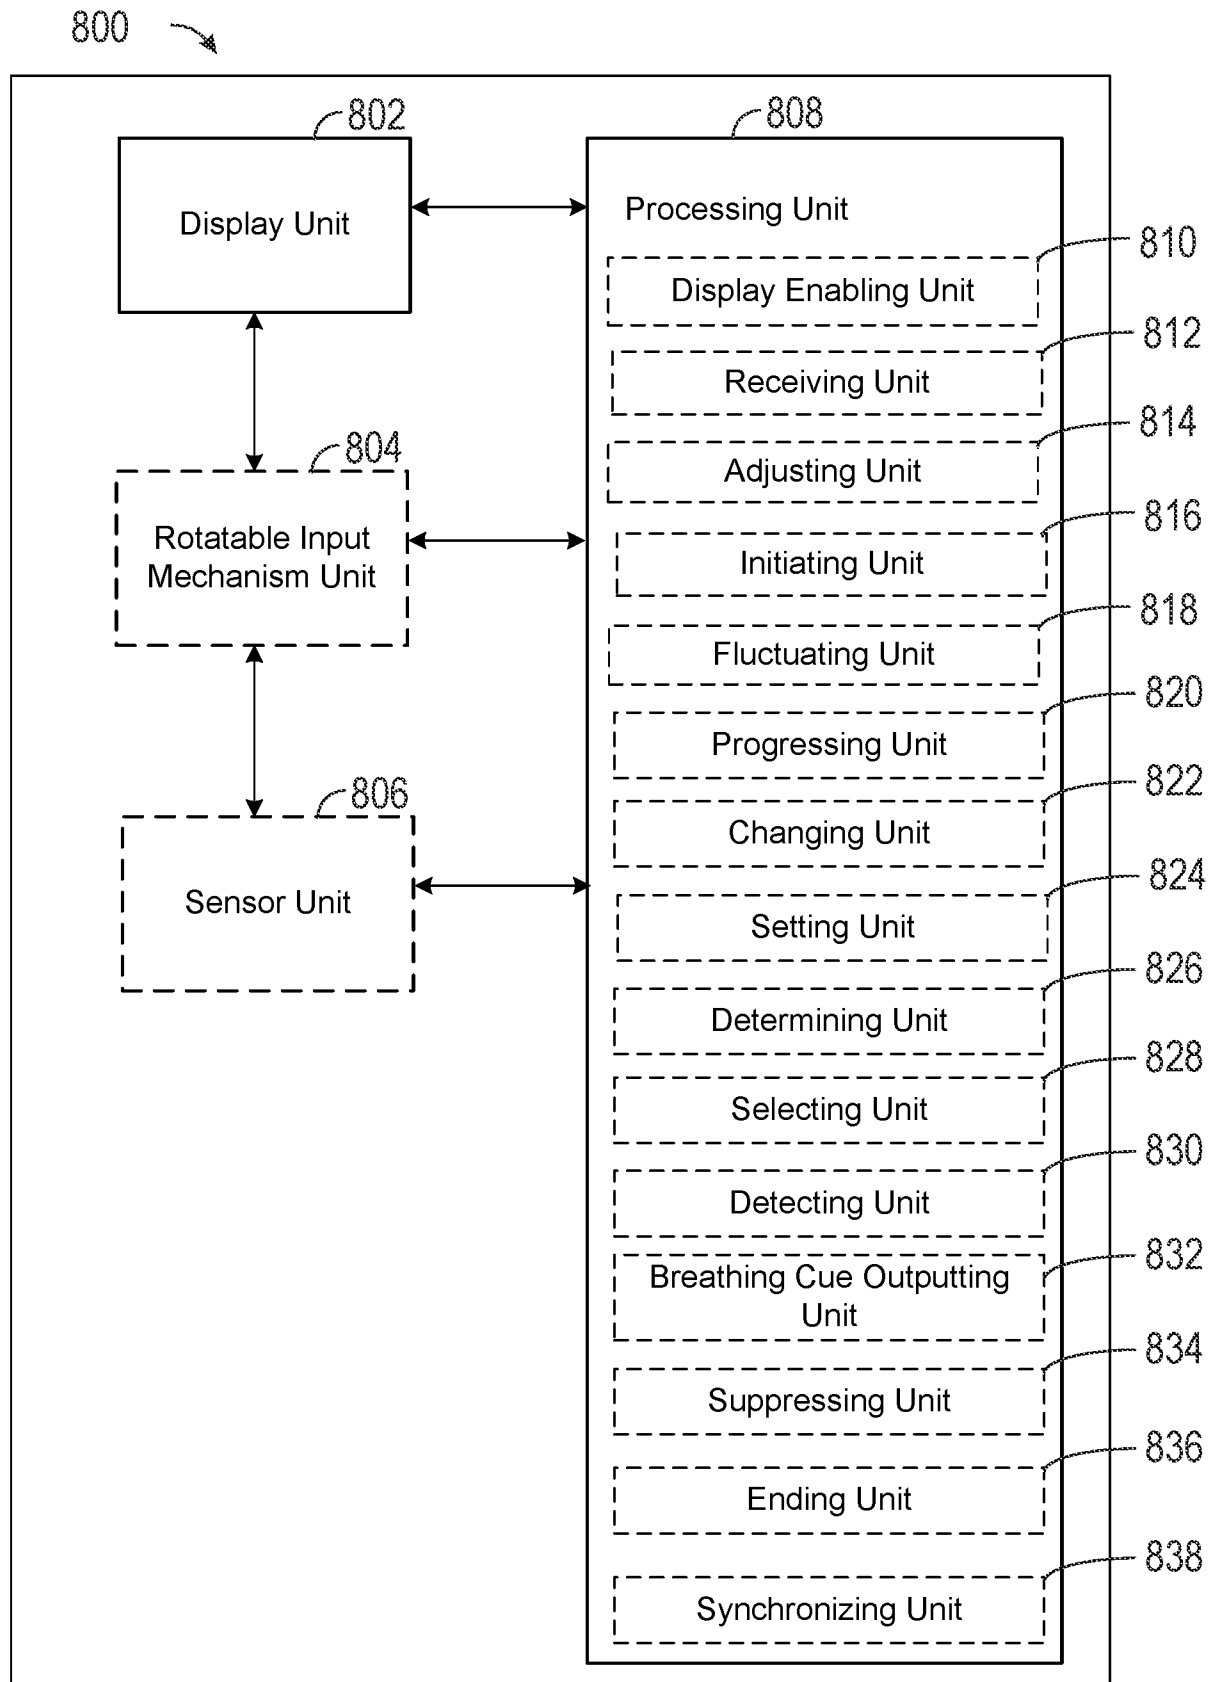 800
802
Display Unit
804
Rotatable Input
Mechanism Unit
806
Sensor Unit
808
Processing Unit
810
Display Enabling Unit
812
Receiving Unit
814
Adjusting Unit
816
Initiating Unit
818
Fluctuating Unit
820
Progressing Unit
822
Changing Unit
824
Setting Unit
826
Determining Unit
828
Selecting Unit
830
Detecting Unit
832
Breathing Cue Outputting
Unit
834
Suppressing Unit
836
Ending Unit
838
Synchronizing Unit